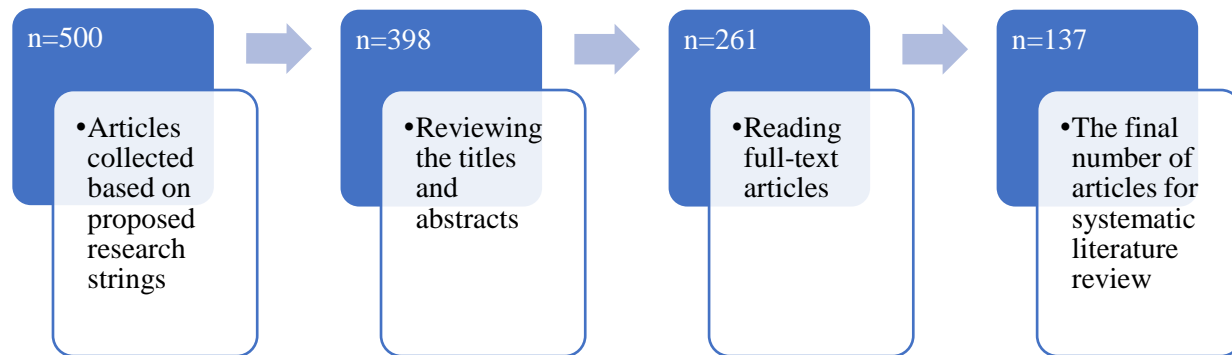 n=500
•Articles
collected
based on
proposed
research
strings
n=398
•Reviewing
the titles
and
abstracts
n=261
•Reading
full-text
articles
n=137
•The final
number of
articles for
systematic
literature
review